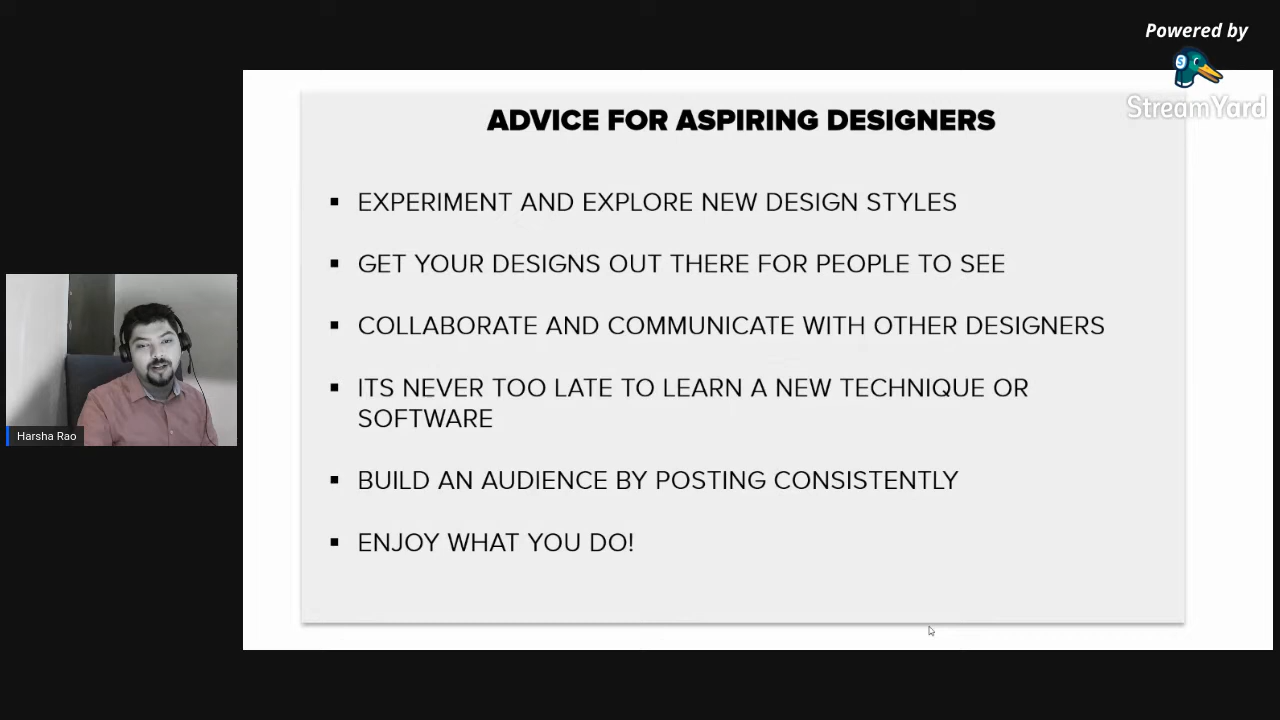 Powered by
StreamYard
ADVICE FOR ASPIRING DESIGNERS
▪ EXPERIMENT AND EXPLORE NEW DESIGN STYLES
▪ GET YOUR DESIGNS OUT THERE FOR PEOPLE TO SEE
▪ COLLABORATE AND COMMUNICATE WITH OTHER DESIGNERS
▪ ITS NEVER TOO LATE TO LEARN A NEW TECHNIQUE OR
SOFTWARE
▪ BUILD AN AUDIENCE BY POSTING CONSISTENTLY
▪ ENJOY WHAT YOU DO!
Harsha Rao